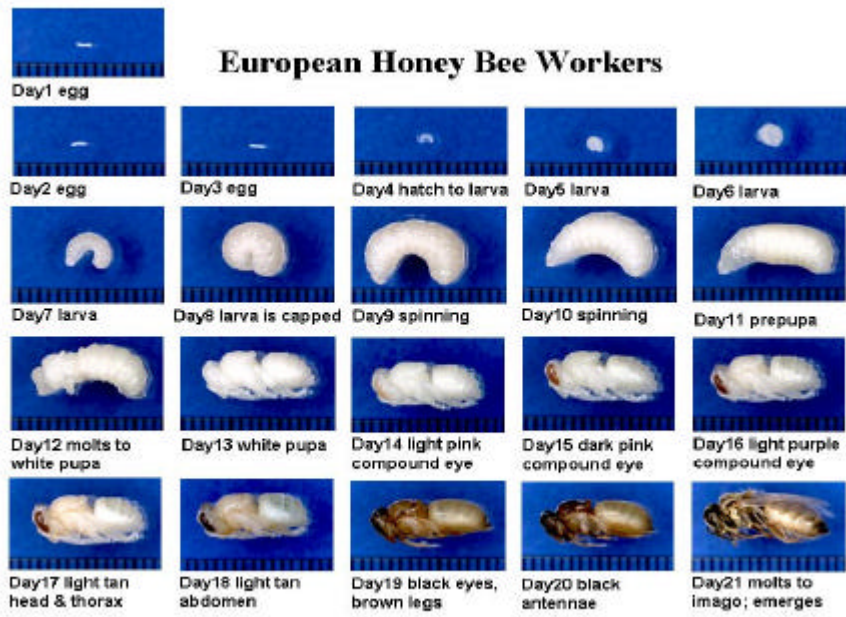 European Honey Bee Workers
Day1 egg
Day2 egg
Day3 egg
Day4 hatch to larva
Day5 larva
Day6 larva
Day7 larva
Day8 larva is capped
Day9 spinning
Day10 spinning
Day11 prepupa
Day12 molts to
white pupa
Day13 white pupa
Day14 light pink
compound eye
Day15 dark pink
compound eye
Day16 light purple
compound eye
Day17 light tan
head & thorax
Day18 light tan
abdomen
Day19 black eyes,
brown legs
Day20 black
antennae
Day21 molts to
imago; emerges